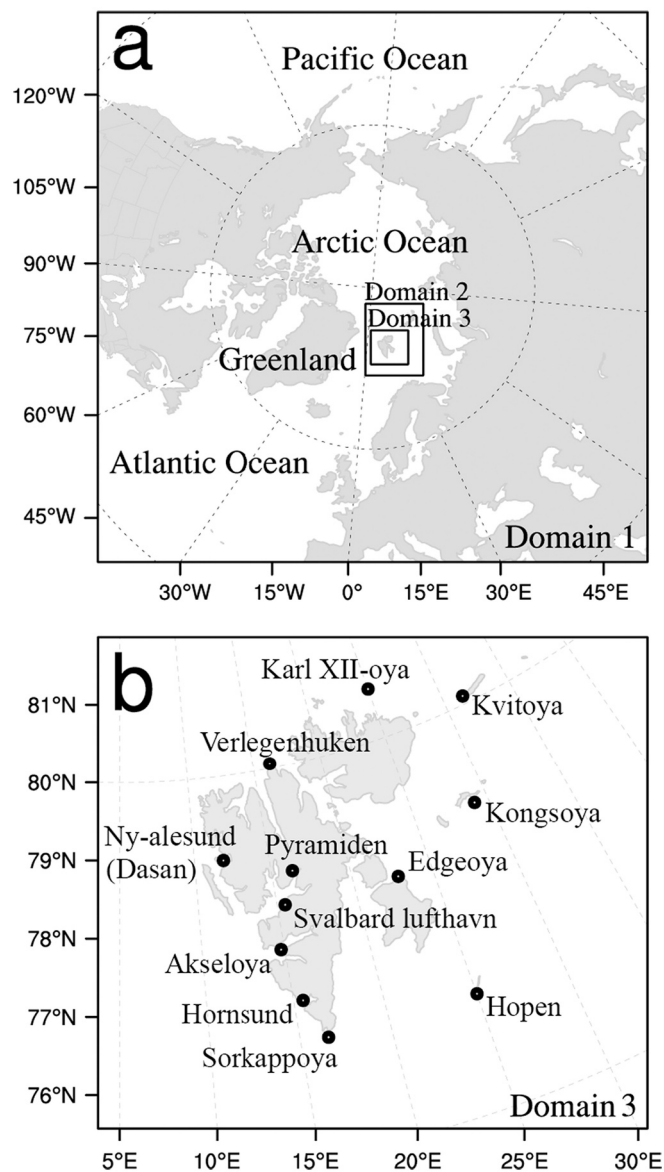 a
Pacific Ocean
120°W
105°W
Arctic Ocean
90°W
Domain 2
Domain 3
75°W
Greenland
60°W
Atlantic Ocean
45°W
Domain 1
30°W 15°W 0° 15°E 30°E 45°E
b
Karl XII-oya
81°N
Kvitoya
Verlegenhuken
80°N
Kongsoya
Ny-alesund
(Dasan)
Pyramiden
79°N
Edgeoya
Svalbard lufthavn
78°N
Akseloya
Hornsund
Hopen
77°N
Sorkappoya
76°N
Domain 3
5°E 10°E 15°E 20°E 25°E 30°E